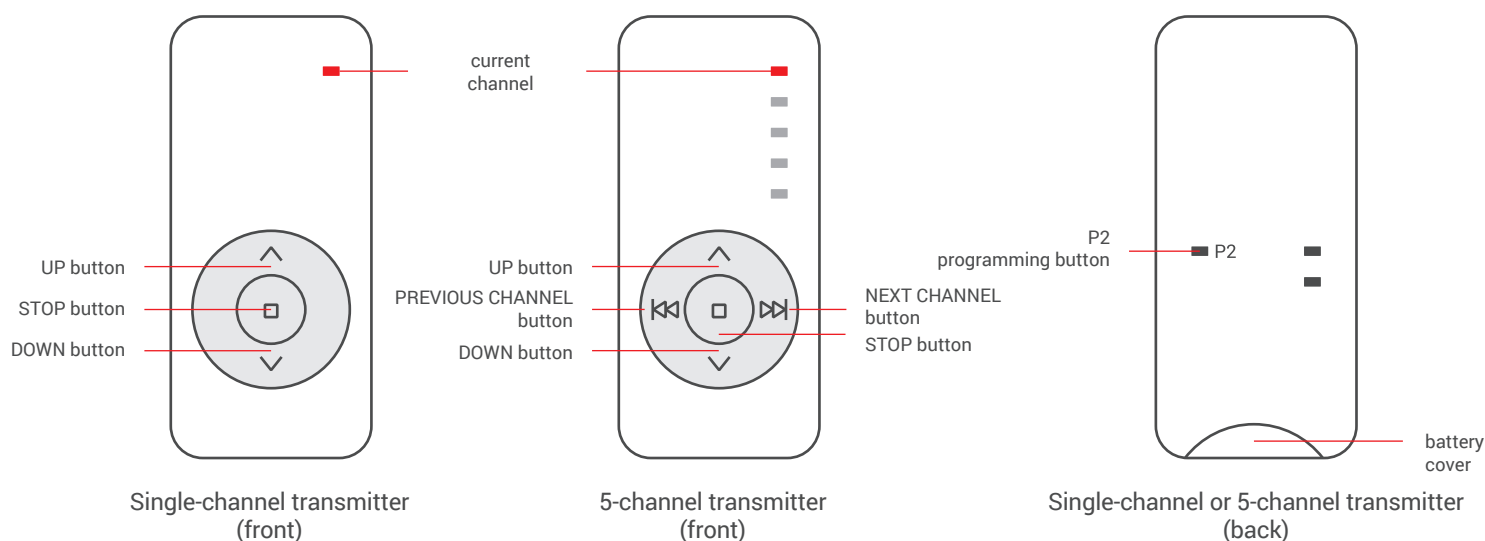 current
channel
UP button
STOP button
DOWN button
UP button
PREVIOUS CHANNEL
button
DOWN button
NEXT CHANNEL
button
STOP button
P2
programming button
P2
battery
cover
Single-channel transmitter
(front)
5-channel transmitter
(front)
Single-channel or 5-channel transmitter
(back)